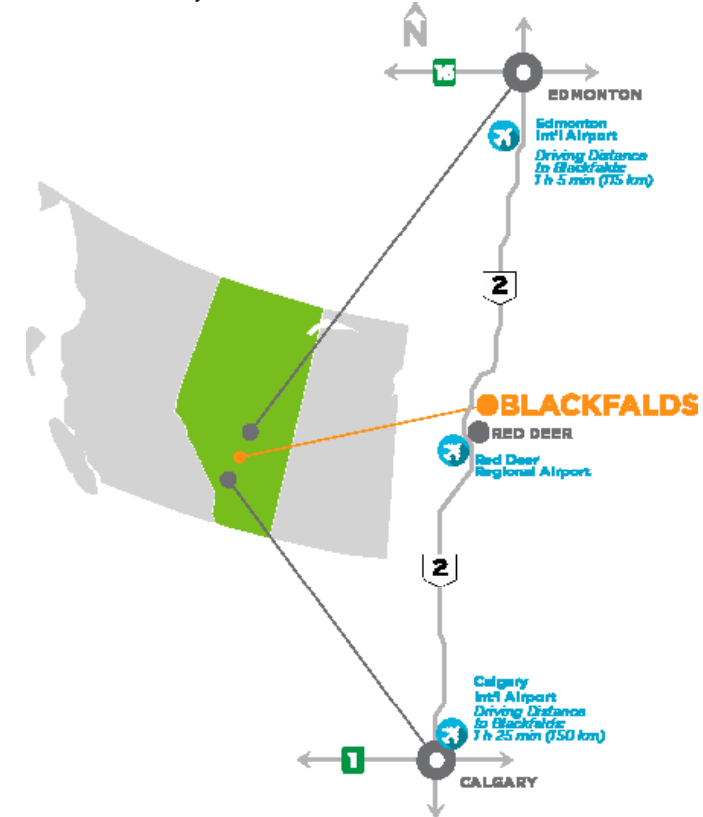 N
16
EDMONTON
Edmonton
Int'l Airport
Driving Distance
to Blackfalds:
1 h 5 min (115 km)
2
BLACKFALDS
RED DEER
Red Deer
Regional Airport
2
Calgary
Int'l Airport
Driving Distance
to Blackfalds:
1 h 25 min (150 km)
1
CALGARY